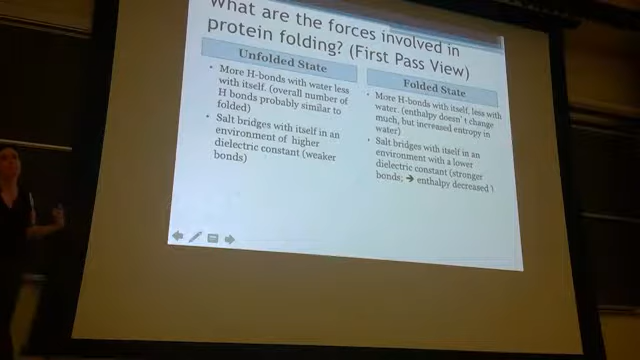 What are the forces involved in
protein folding? (First Pass View)
Unfolded State
• More H-bonds with water less
with itself. (overall number of
H bonds probably similar to
folded)
• Salt bridges with itself in an
environment of higher
dielectric constant (weaker
bonds)
Folded State
• More H-bonds with itself, less with
water. (enthalpy doesn't change
much, but increased entropy in
water)
• Salt bridges with itself in an
environment with a lower
dielectric constant (stronger
bonds; → enthalpy decreased